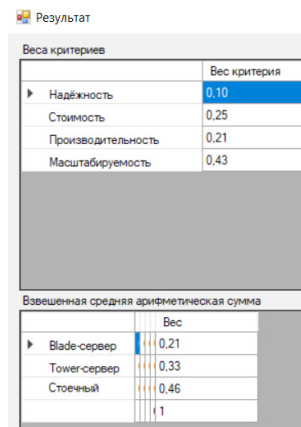 Результат
Веса критериев
Вес критерия
Надёжность 0,10
Стоимость 0,25
Производительность 0,21
Масштабируемость 0,43
Взвешенная средняя арифметическая сумма
Вес
Blade-сервер 0,21
Tower-сервер 0,33
Стоечный 0,46
1